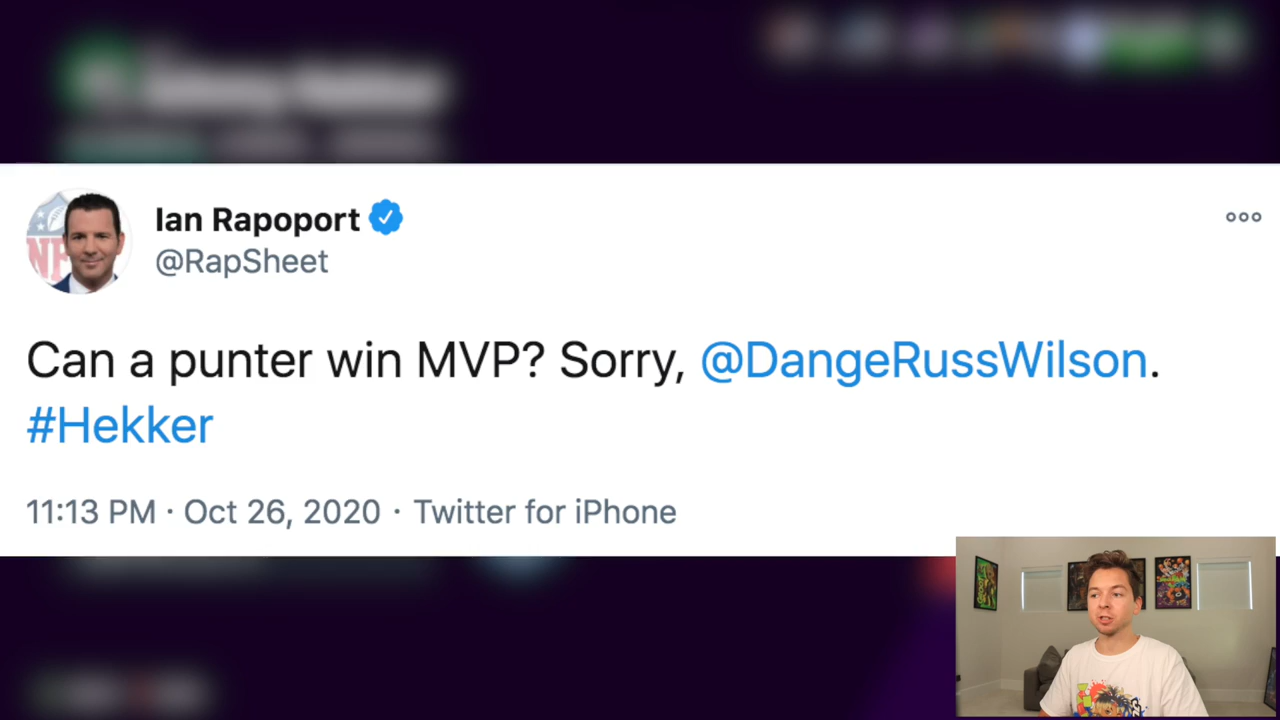 Ian Rapoport
@RapSheet
Can a punter win MVP? Sorry, @DangeRussWilson.
#Hekker
11:13 PM · Oct 26, 2020 · Twitter for iPhone